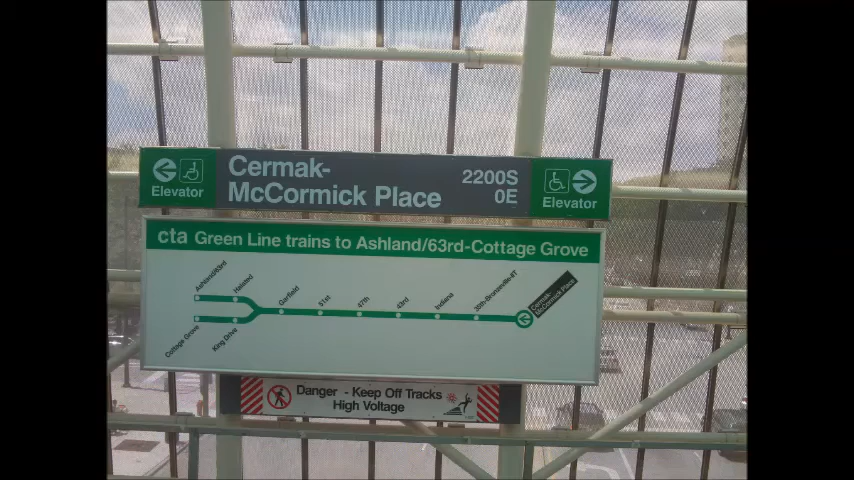 Cermak-
McCormick Place
2200S
0E
Elevator
Elevator
cta Green Line trains to Ashland/63rd-Cottage Grove
Ashland/63rd
Halsted
Cottage Grove
King Drive
Garfield
51st
47th
43rd
Indiana
35th-Bronzeville-IIT
Cermak-
McCormick Place
Danger - Keep Off Tracks
High Voltage